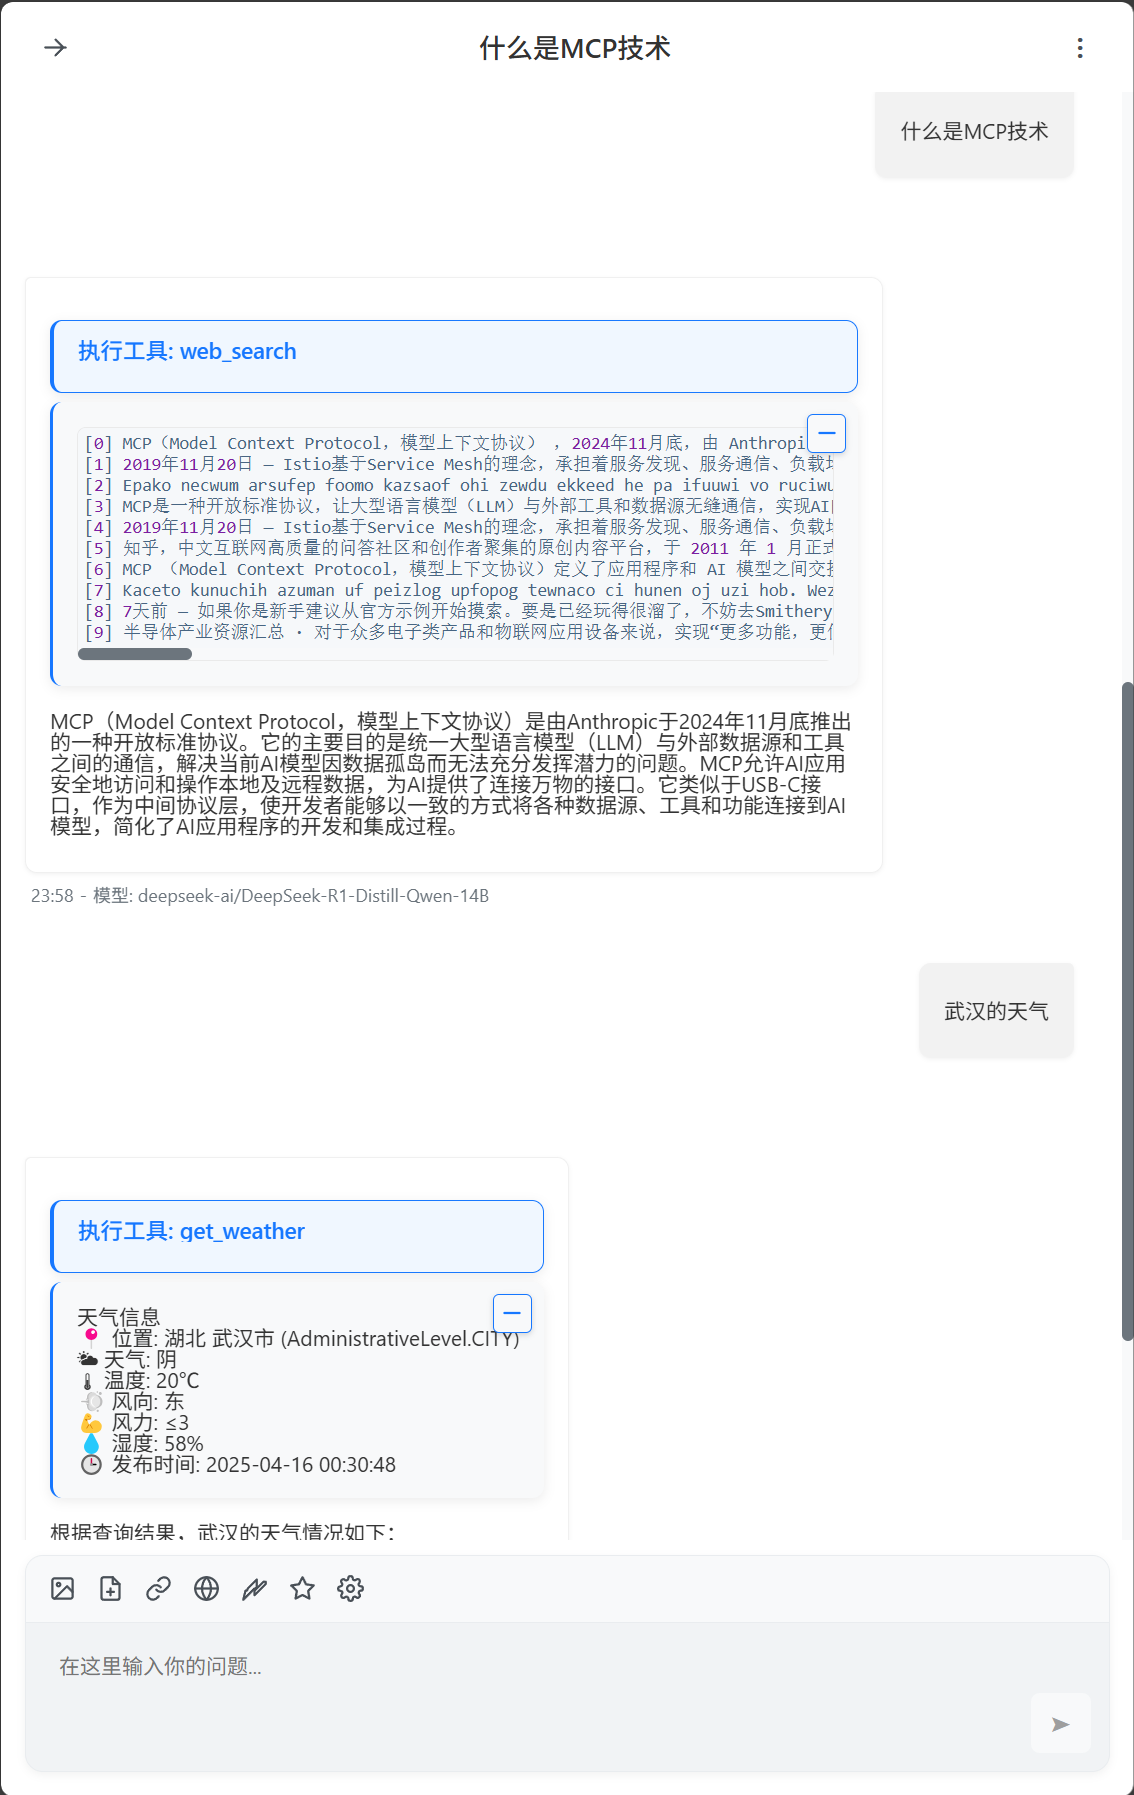 什么是MCP技术
什么是MCP技术
执行工具: web_search
[0] MCP（Model Context Protocol，模型上下文协议） ，2024年11月底，由 Anthropi
[1] 2019年11月20日 — Istio基于Service Mesh的理念，承担着服务发现、服务通信、负载
[2] Epako necwum arsufep foomo kazsaof ohi zewdu ekkeed he pa ifuuwi vo ruciwu
[3] MCP是一种开放标准协议，让大型语言模型（LLM）与外部工具和数据源无缝通信，实现AI
[4] 2019年11月20日 — Istio基于Service Mesh的理念，承担着服务发现、服务通信、负载
[5] 知乎，中文互联网高质量的问答社区和创作者聚集的原创内容平台，于 2011 年 1 月正式
[6] MCP （Model Context Protocol，模型上下文协议）定义了应用程序和 AI 模型之间交换
[7] Kaceto kunuchih azuman uf peizlog upfopog tewnaco ci hunen oj uzi hob. Wez
[8] 7天前 — 如果你是新手建议从官方示例开始摸索。要是已经玩得很溜了，不妨去Smithery
[9] 半导体产业资源汇总 · 对于众多电子类产品和物联网应用设备来说，实现“更多功能，更
MCP（Model Context Protocol，模型上下文协议）是由Anthropic于2024年11月底推出
的一种开放标准协议。它的主要目的是统一大型语言模型（LLM）与外部数据源和工具
之间的通信，解决当前AI模型因数据孤岛而无法充分发挥潜力的问题。MCP允许AI应用
安全地访问和操作本地及远程数据，为AI提供了连接万物的接口。它类似于USB-C接
口，作为中间协议层，使开发者能够以一致的方式将各种数据源、工具和功能连接到AI
模型，简化了AI应用程序的开发和集成过程。
23:58 - 模型: deepseek-ai/DeepSeek-R1-Distill-Qwen-14B
武汉的天气
执行工具: get_weather
天气信息
📍 位置: 湖北 武汉市 (AdministrativeLevel.CITY)
🌥 天气: 阴
🌡 温度: 20℃
风向: 东
💪 风力: ≤3
💧 湿度: 58%
🕒 发布时间: 2025-04-16 00:30:48
根据查询结果，武汉的天气情况如下：
在这里输入你的问题...